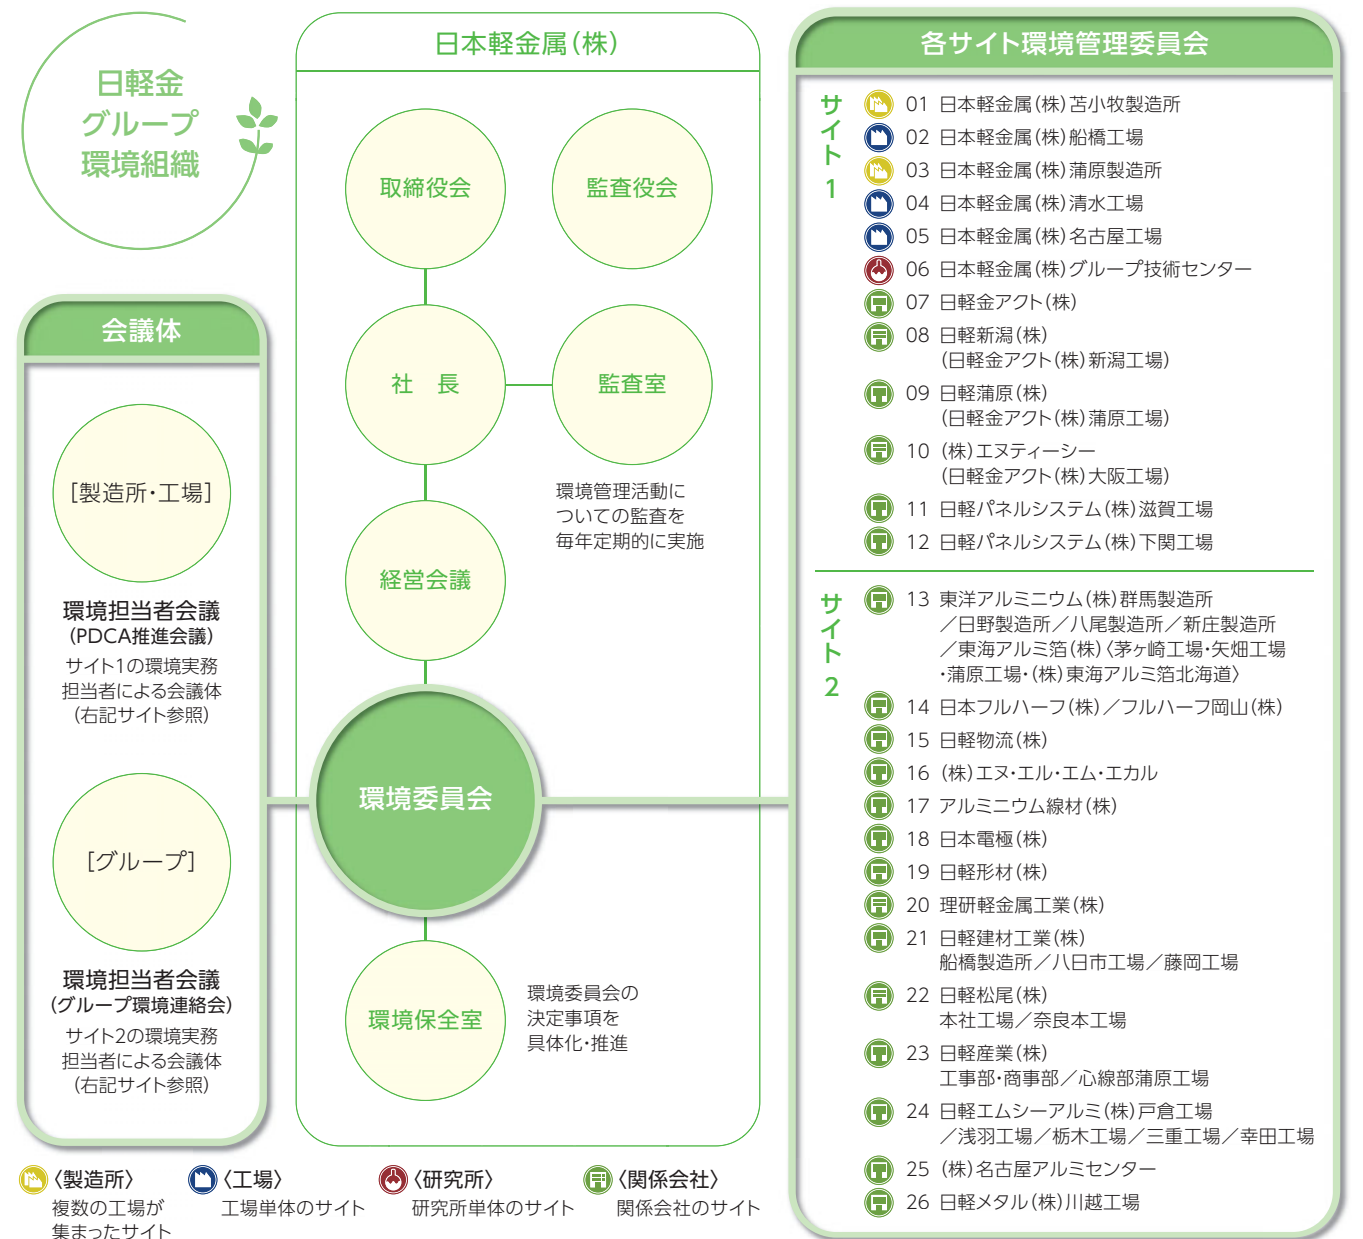 日軽金
グループ
環境組織
会議体
[製造所・工場]
環境担当者会議
(PDCA推進会議)
サイト1の環境実務
担当者による会議体
(右記サイト参照)
[グループ]
環境担当者会議
(グループ環境連絡会)
サイト2の環境実務
担当者による会議体
(右記サイト参照)
日本軽金属(株)
取締役会
監査役会
社　長
監査室
環境管理活動に
ついての監査を
毎年定期的に実施
経営会議
環境委員会
環境保全室
環境委員会の
決定事項を
具体化・推進
各サイト環境管理委員会
サイト1
01 日本軽金属(株)苫小牧製造所
02 日本軽金属(株)船橋工場
03 日本軽金属(株)蒲原製造所
04 日本軽金属(株)清水工場
05 日本軽金属(株)名古屋工場
06 日本軽金属(株)グループ技術センター
07 日軽金アクト(株)
08 日軽新潟(株)
(日軽金アクト(株)新潟工場)
09 日軽蒲原(株)
(日軽金アクト(株)蒲原工場)
10 (株)エヌティーシー
(日軽金アクト(株)大阪工場)
11 日軽パネルシステム(株)滋賀工場
12 日軽パネルシステム(株)下関工場
サイト2
13 東洋アルミニウム(株)群馬製造所
／日野製造所／八尾製造所／新庄製造所
／東海アルミ箔(株)〈茅ヶ崎工場・矢畑工場
・蒲原工場・(株)東海アルミ箔北海道〉
14 日本フルハーフ(株)／フルハーフ岡山(株)
15 日軽物流(株)
16 (株)エヌ・エル・エム・エカル
17 アルミニウム線材(株)
18 日本電極(株)
19 日軽形材(株)
20 理研軽金属工業(株)
21 日軽建材工業(株)
船橋製造所／八日市工場／藤岡工場
22 日軽松尾(株)
本社工場／奈良本工場
23 日軽産業(株)
工事部・商事部／心線部蒲原工場
24 日軽エムシーアルミ(株)戸倉工場
／浅羽工場／栃木工場／三重工場／幸田工場
25 (株)名古屋アルミセンター
26 日軽メタル(株)川越工場
〈製造所〉
複数の工場が
集まったサイト
〈工場〉
工場単体のサイト
〈研究所〉
研究所単体のサイト
〈関係会社〉
関係会社のサイト